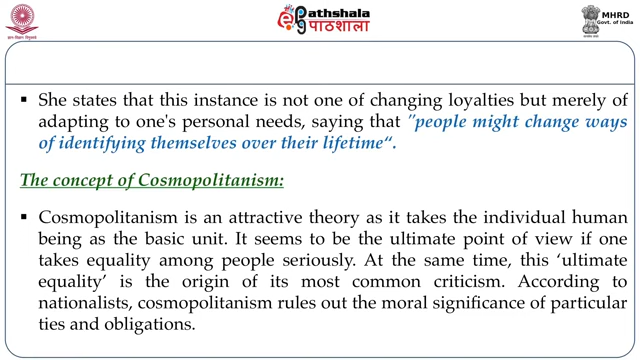 ePathshala
पाठशाला
MHRD
Govt. of India
▪ She states that this instance is not one of changing loyalties but merely of
adapting to one's personal needs, saying that "people might change ways
of identifying themselves over their lifetime“.
The concept of Cosmopolitanism:
▪ Cosmopolitanism is an attractive theory as it takes the individual human
being as the basic unit. It seems to be the ultimate point of view if one
takes equality among people seriously. At the same time, this ‘ultimate
equality’ is the origin of its most common criticism. According to
nationalists, cosmopolitanism rules out the moral significance of particular
ties and obligations.